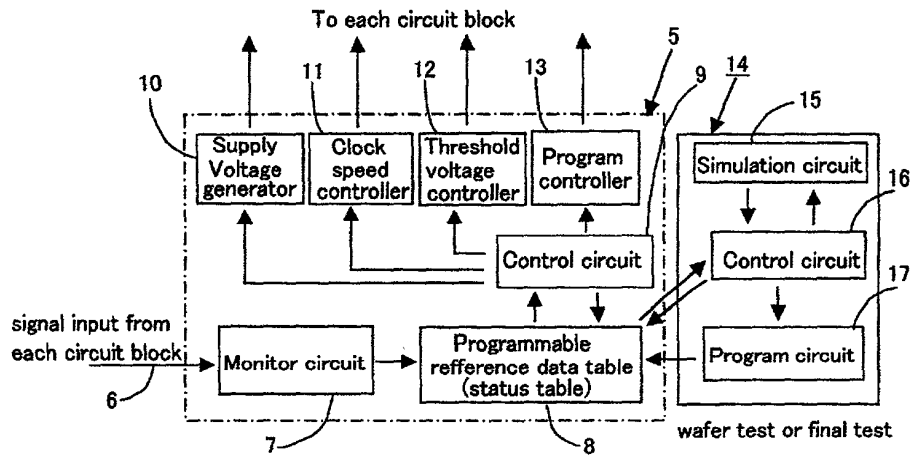 To each circuit block
5
10
11
12
13
9
14
15
Supply
Voltage
generator
Clock
speed
controller
Threshold
voltage
controller
Program
controller
Simulation circuit
16
Control circuit
Control circuit
17
signal input from
each circuit block
6
Monitor circuit
7
Programmable
refference data table
(status table)
8
Program circuit
wafer test or final test